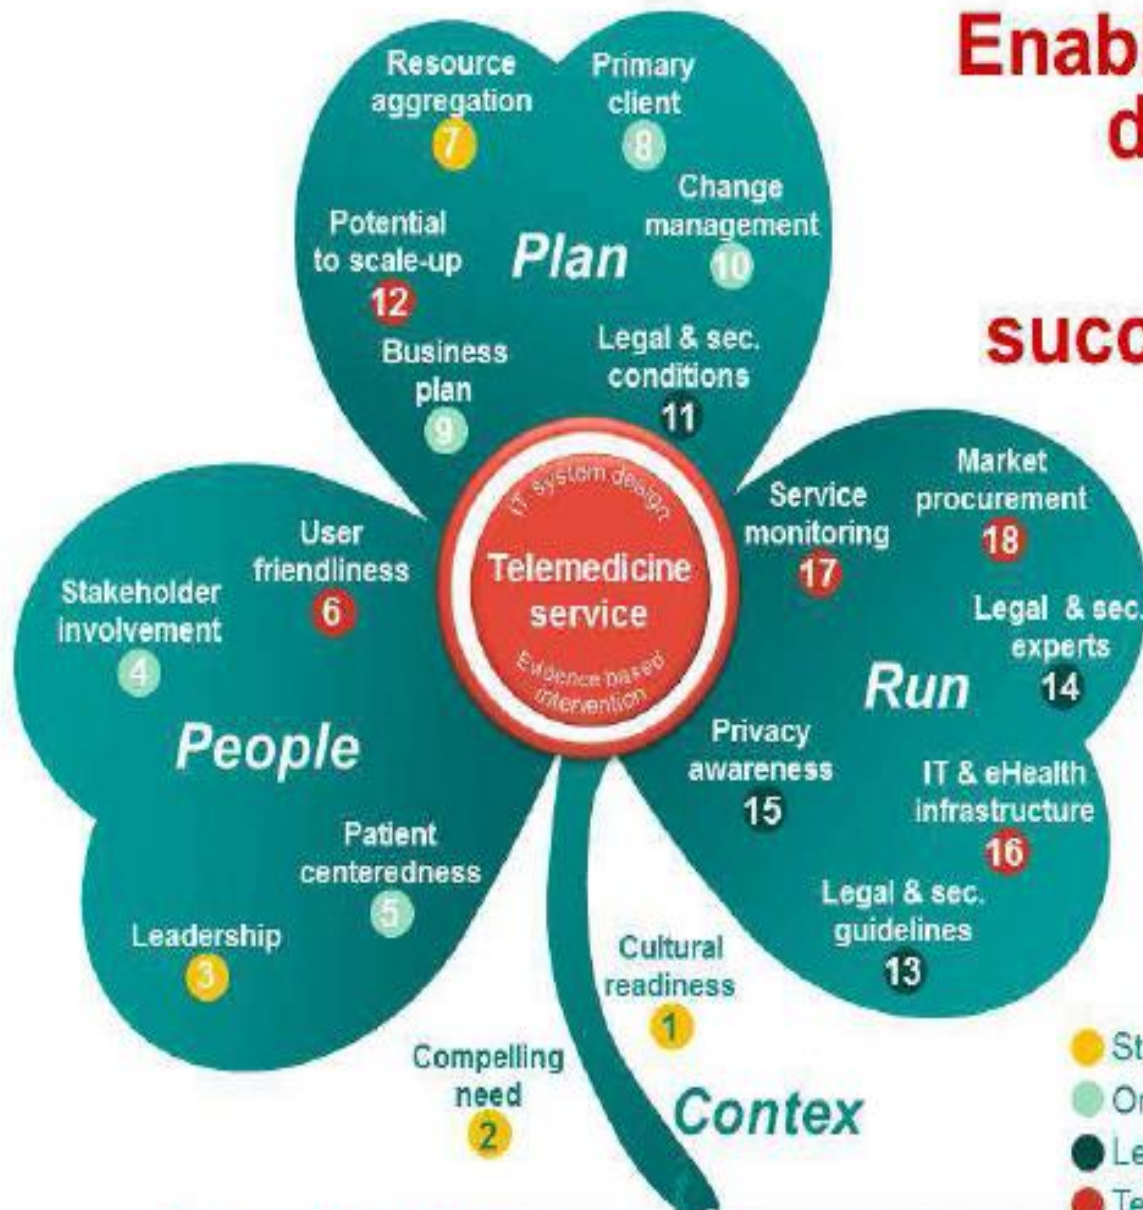 Enabl
d
succ
Resource
aggregation
7
Primary
client
8
Change
management
10
Potential
to scale-up
12
Plan
Business
plan
9
Legal & sec.
conditions
11
IT system design
Telemedicine
service
Evidence based
intervention
User
friendliness
6
Stakeholder
involvement
4
People
Patient
centeredness
5
Leadership
3
Service
monitoring
17
Market
procurement
18
Legal & sec.
experts
14
Run
Privacy
awareness
15
IT & eHealth
infrastructure
16
Legal & sec.
guidelines
13
Cultural
readiness
1
Compelling
need
2
Contex
St
Or
Le
Te